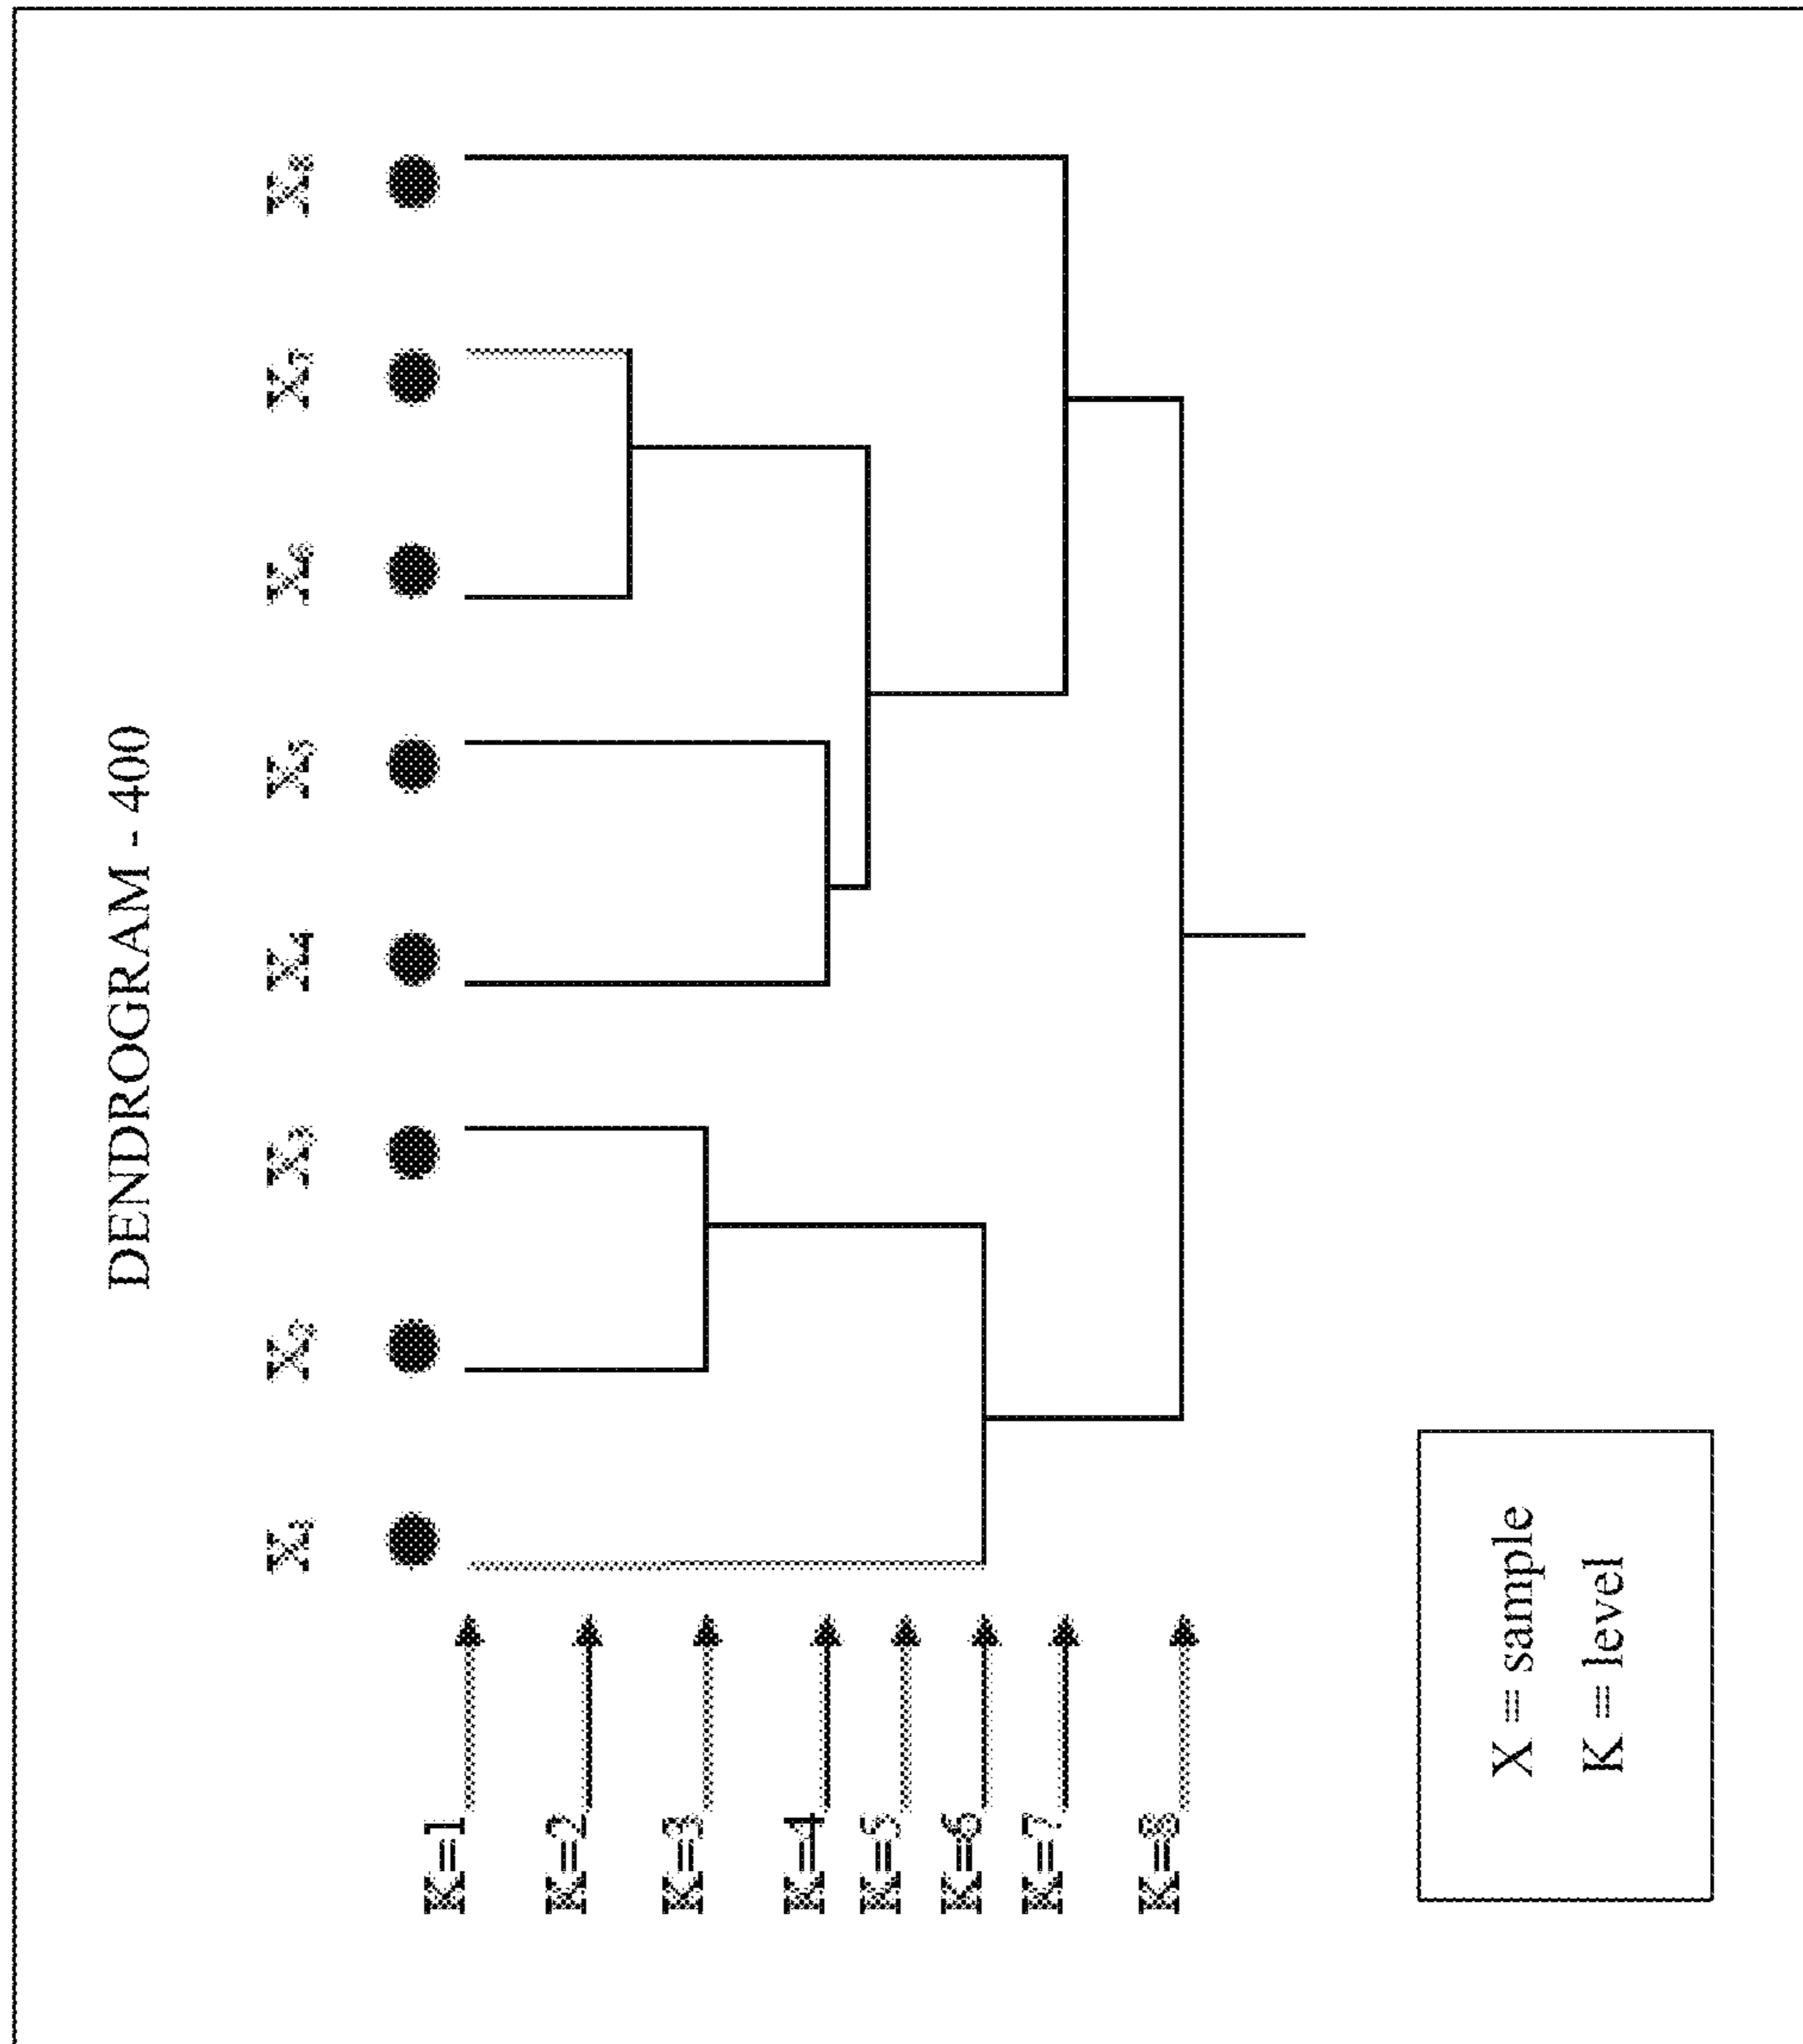 DENDROGRAM - 400
X₁ X₂ X₃ X₄ X₅ X₆ X₇ X₈
K=1
K=2
K=3
K=4
K=5
K=6
K=7
K=8
X = sample
K = level